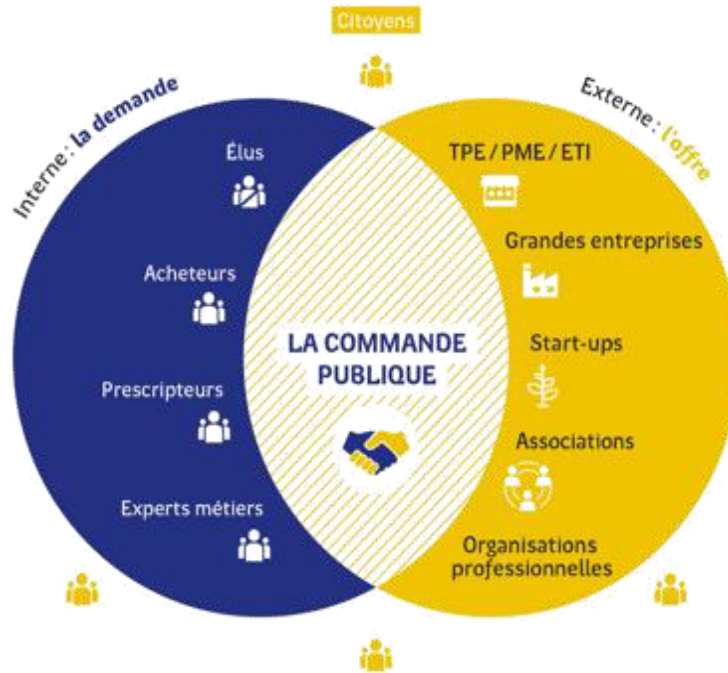 Citoyens
Interne : la demande
Externe : l'offre
Élus
Acheteurs
Prescripteurs
Experts métiers
LA COMMANDE
PUBLIQUE
TPE / PME / ETI
Grandes entreprises
Start-ups
Associations
Organisations
professionnelles